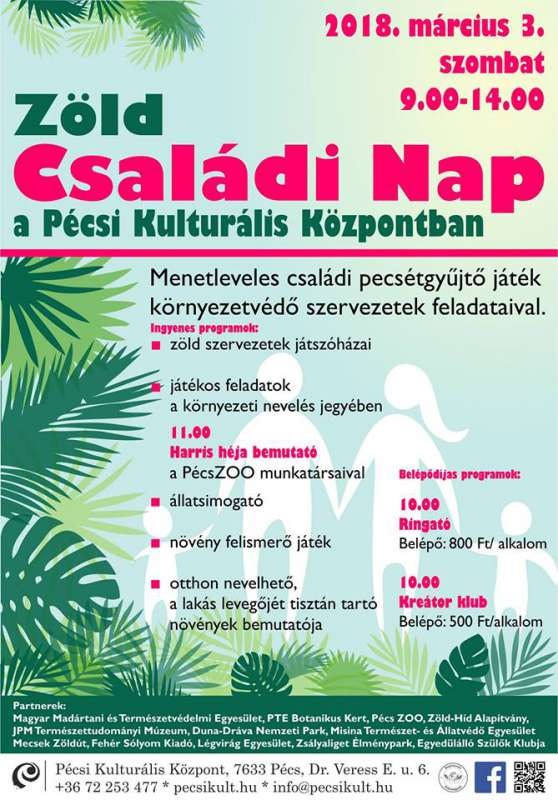 2018. március 3.
szombat
9.00-14.00
Zöld
Családi Nap
a Pécsi Kulturális Központban
Menetleveles családi pecsétgyűjtő játék
környezetvédő szervezetek feladataival.
Ingyenes programok:
zöld szervezetek játszóházai
játékos feladatok
a környezeti nevelés jegyében
11.00
Harris héja bemutató
a PécsZOO munkatársaival
állatsimogató
növény felismerő játék
otthon nevelhető,
a lakás levegőjét tisztán tartó
növények bemutatója
Belépődíjas programok:
10.00
Ringató
Belépő: 800 Ft/ alkalom
10.00
Kreátor klub
Belépő: 500 Ft/alkalom
Partnerek:
Magyar Madártani és Természetvédelmi Egyesület, PTE Botanikus Kert, Pécs ZOO, Zöld-Híd Alapítvány,
JPM Természettudományi Múzeum, Duna-Dráva Nemzeti Park, Misina Természet- és Állatvédő Egyesület
Mecsek Zöldút, Fehér Sólyom Kiadó, Légvirág Egyesület, Zsályaliget Élménypark, Egyedülálló Szülők Klubja
Pécsi Kulturális Központ, 7633 Pécs, Dr. Veress E. u. 6.
+36 72 253 477 * pecsikult.hu * info@pecsikult.hu